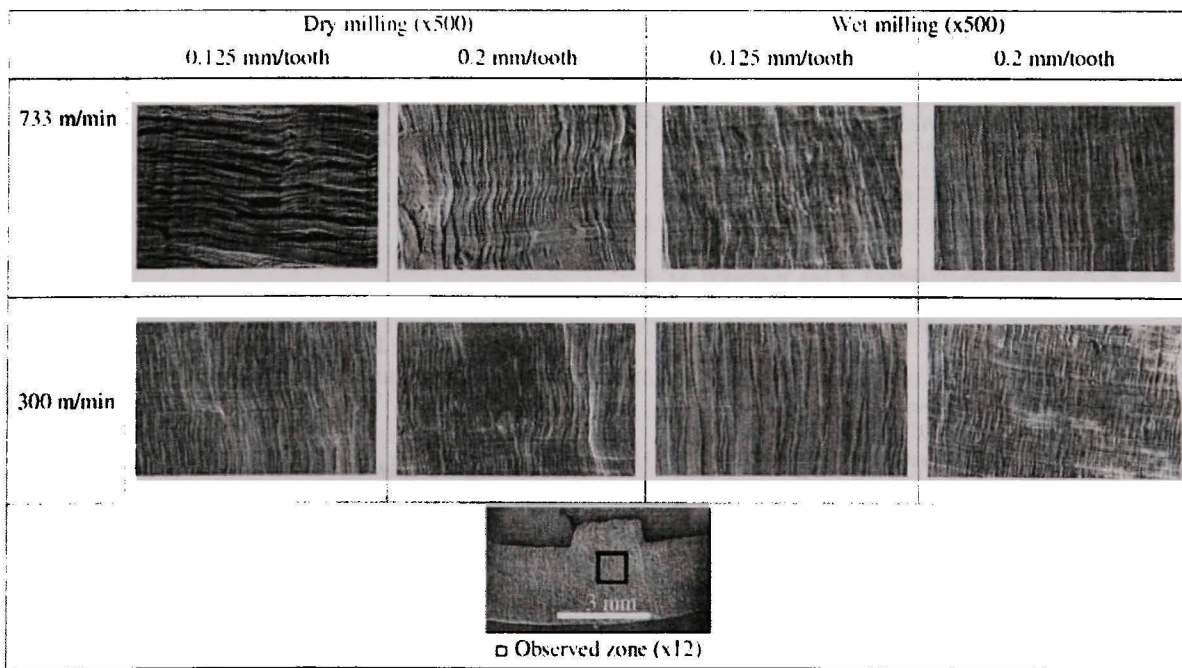 Dry milling (x500) Wet milling (x500)
0.125 mm/tooth 0.2 mm/tooth 0.125 mm/tooth 0.2 mm/tooth
733 m/min
300 m/min
3 mm
Observed zone (x12)